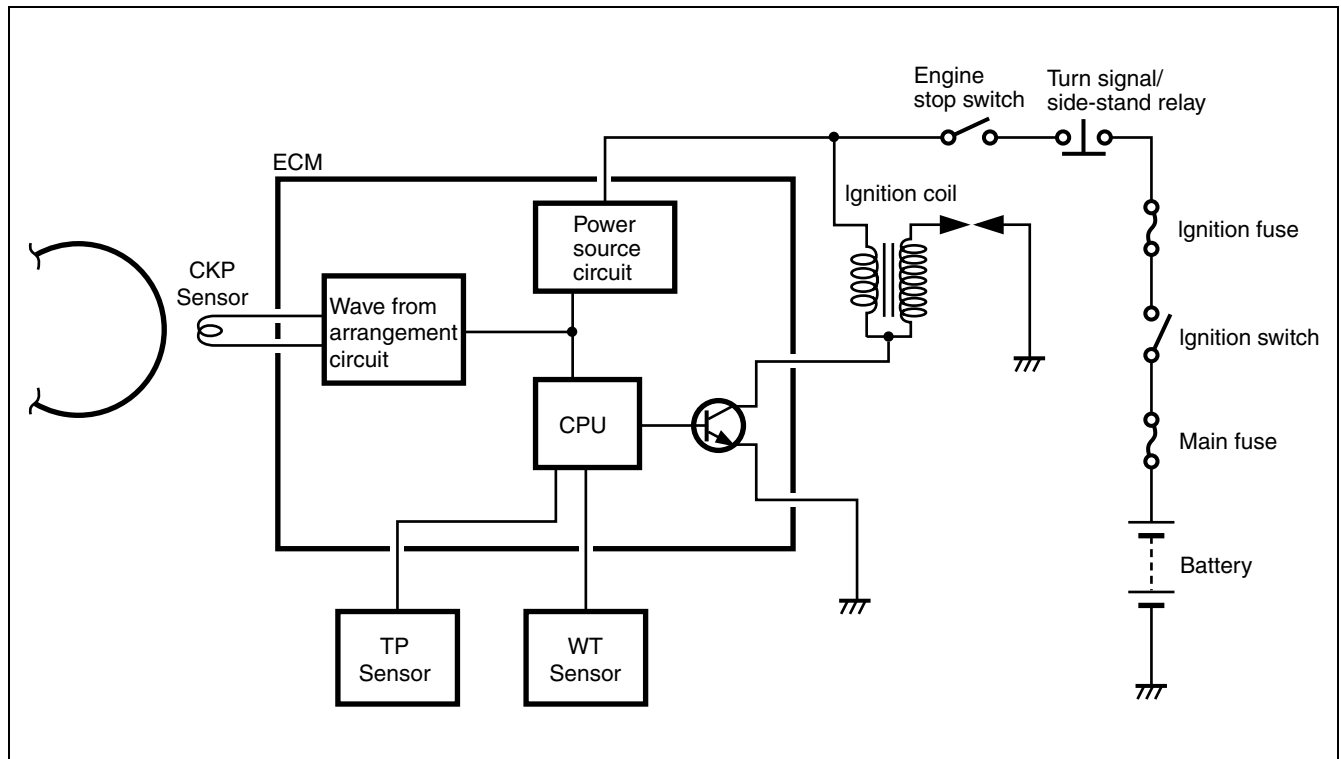 Engine
stop switch
Turn signal/
side-stand relay
ECM
Ignition coil
Power
source
circuit
Ignition fuse
CKP
Sensor
Wave from
arrangement
circuit
Ignition switch
CPU
Main fuse
Battery
TP
Sensor
WT
Sensor